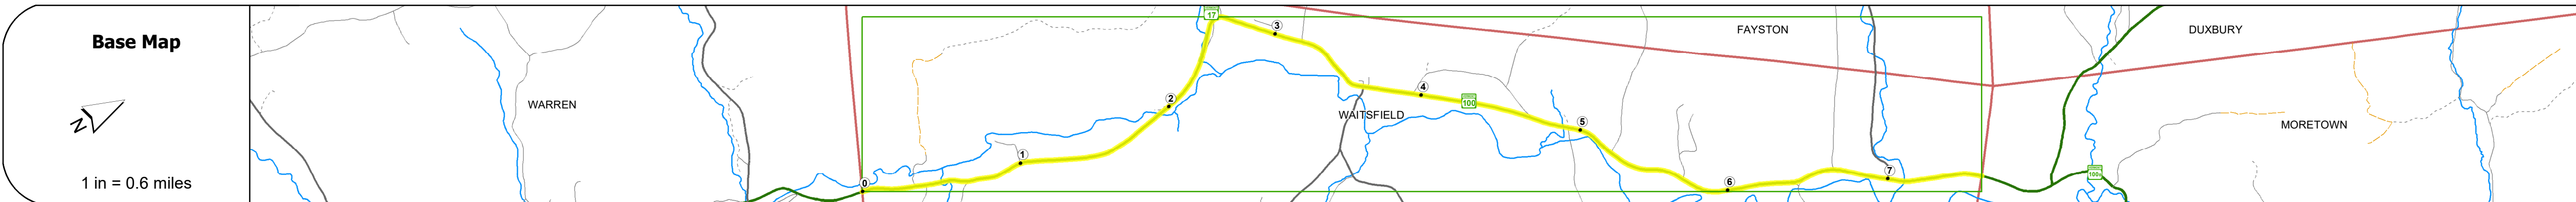 Base Map
N
1 in = 0.6 miles
WARREN
0
1
2
17
3
WAITSFIELD
4
100
5
FAYSTON
6
7
100B
DUXBURY
MORETOWN